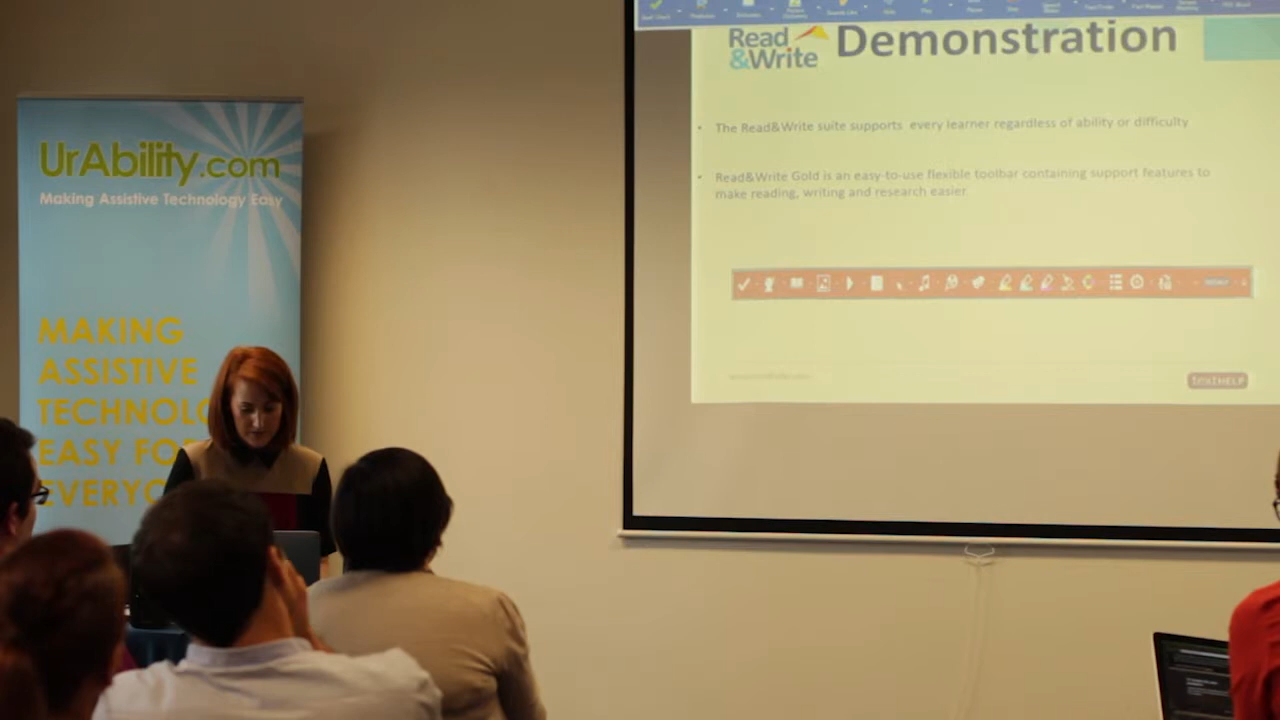 UrAbility.com
Making Assistive Technology Easy
MAKING
ASSISTIVE
TECHNOLO
EASY FO
EVERYO
Read
&Write
Demonstration
• The Read&Write suite supports every learner regardless of ability or difficulty
• Read&Write Gold is an easy-to-use flexible toolbar containing support features to
make reading, writing and research easier
texthelp